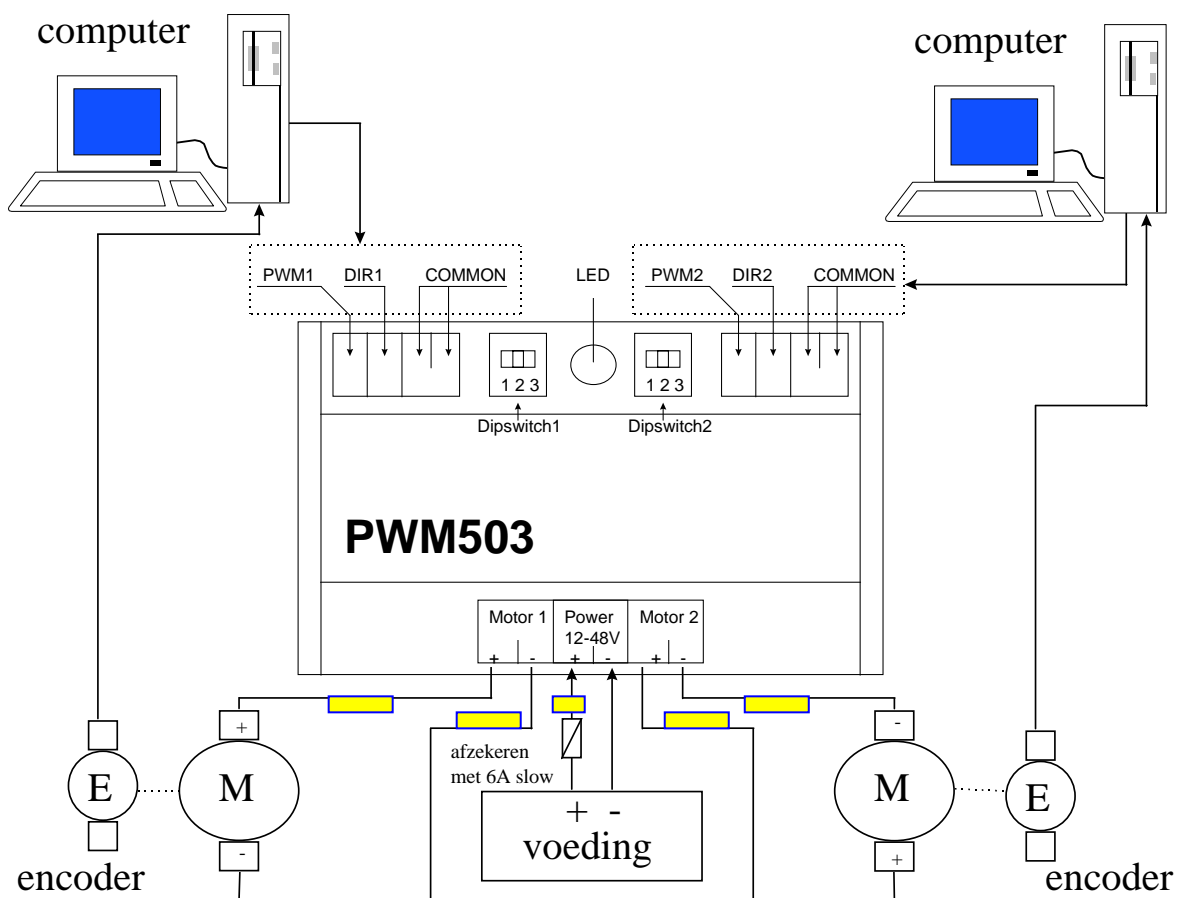 computer
computer
PWM1 DIR1 COMMON LED PWM2 DIR2 COMMON
1 2 3
1 2 3
Dipswitch1
Dipswitch2
PWM503
Motor 1
Power
12-48V
Motor 2
+ - + - + -
+
-
afzekeren
met 6A slow
E
M
M
E
+ -
voeding
-
+
encoder
encoder